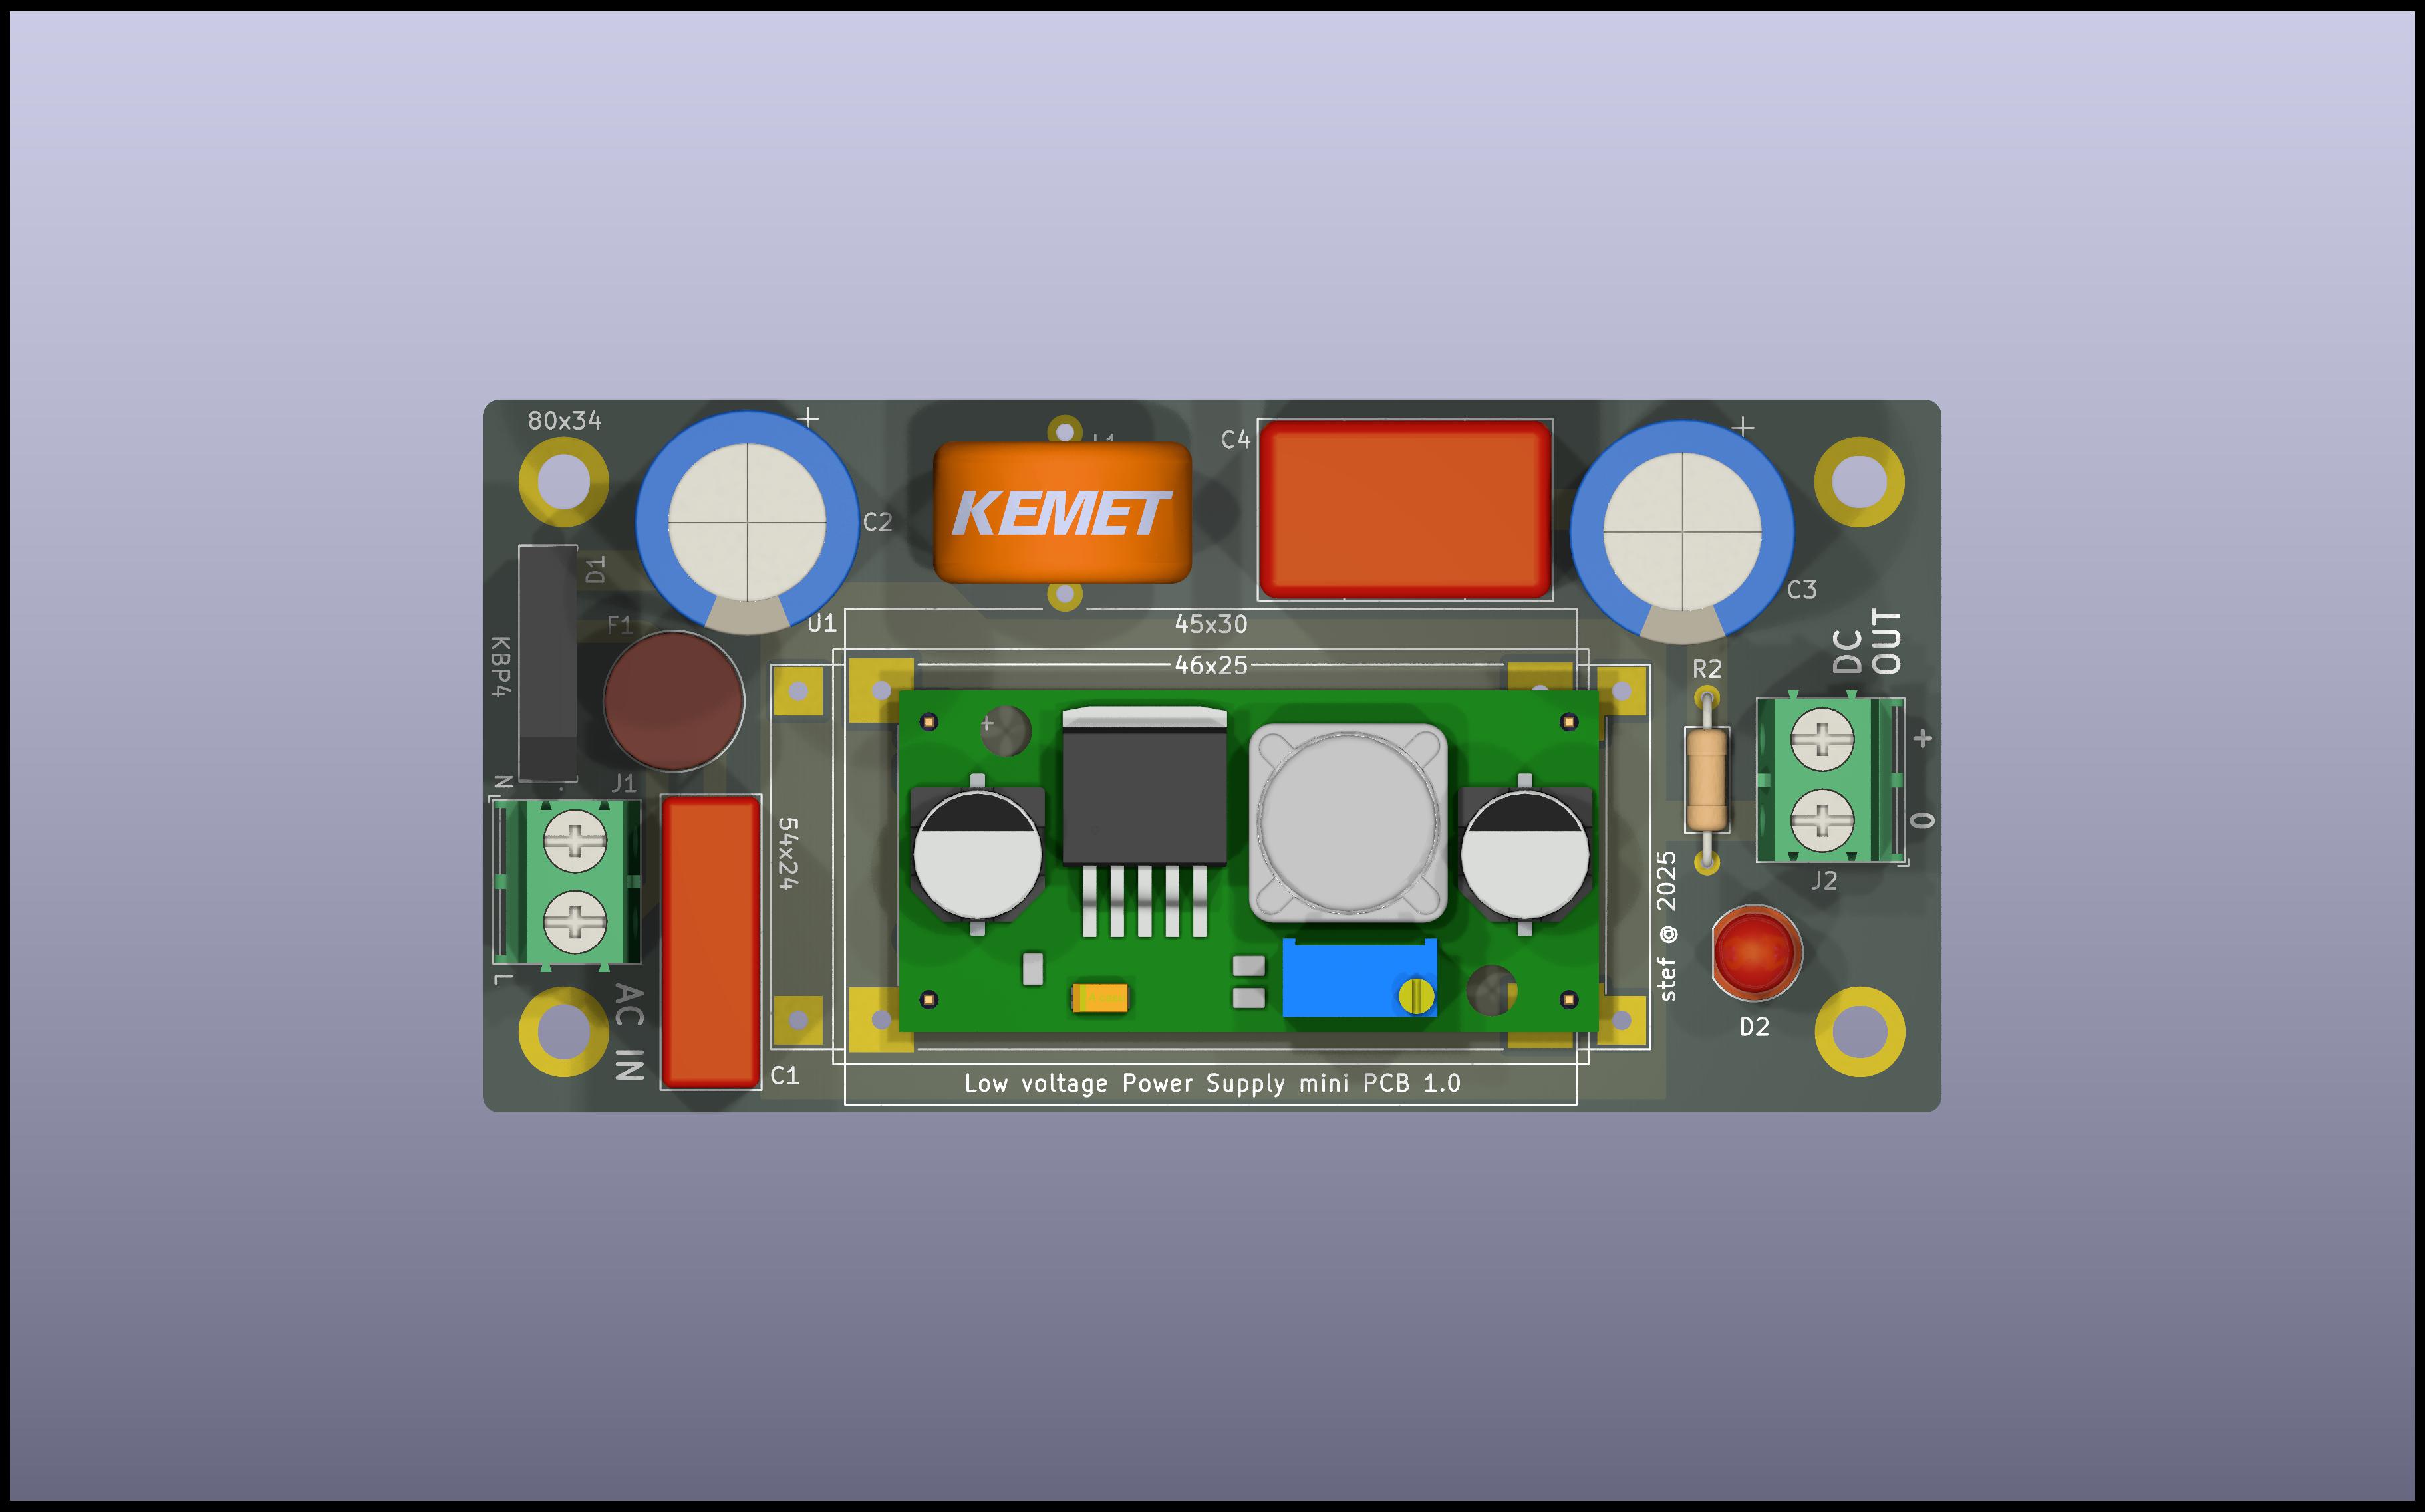 80x34
C2
L1
KEMET
C4
C3
D1
F1
KBP4
U1
45x30
46x25
R2
DC
OUT
+
0
J2
N
J1
L
AC IN
54x24
C1
stef @ 2025
D2
Low voltage Power Supply mini PCB 1.0